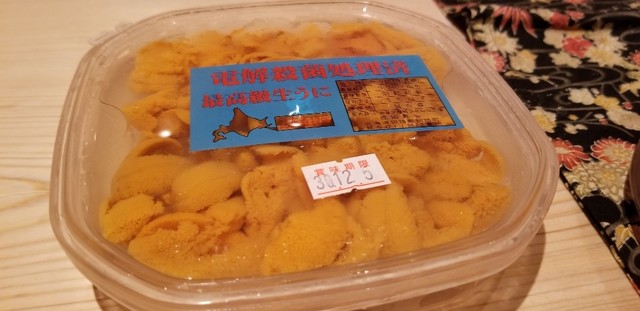 電解殺菌処理済
最高級生うに
賞味期限
30.12.5